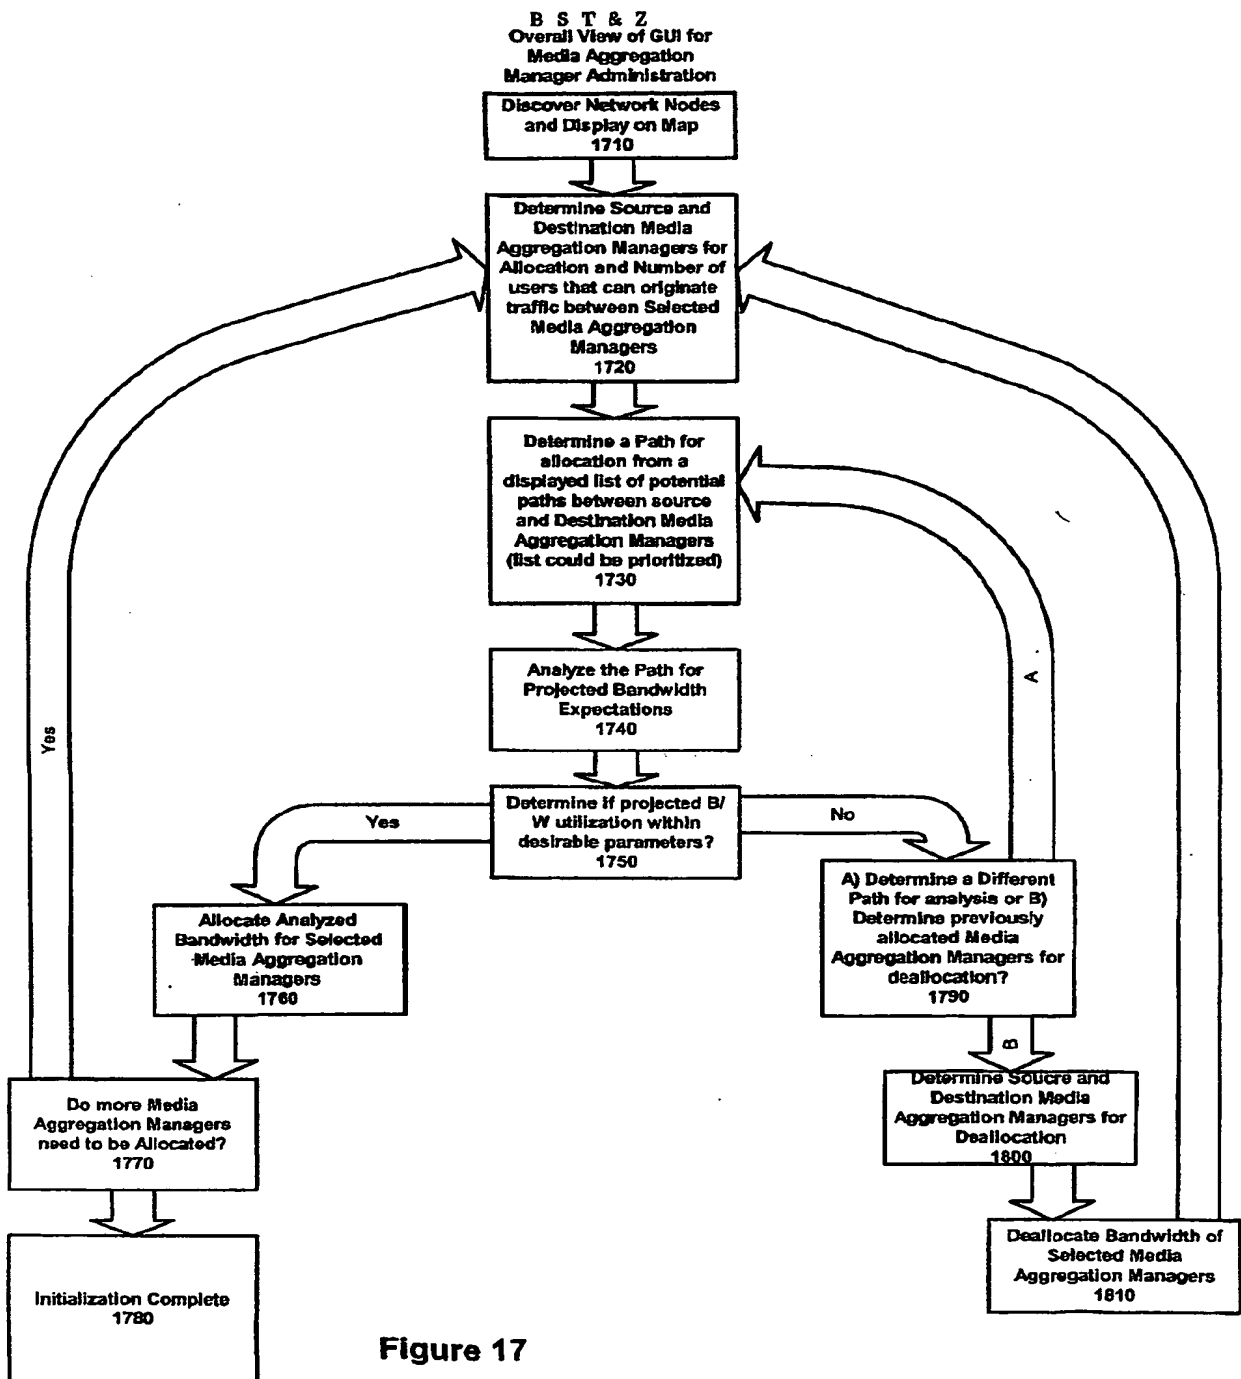 B S T & Z
Overall View of GUI for
Media Aggregation
Manager Administration
Discover Network Nodes
and Display on Map
1710
Determine Source and
Destination Media
Aggregation Managers for
Allocation and Number of
users that can originate
traffic between Selected
Media Aggregation
Managers
1720
Determine a Path for
allocation from a
displayed list of potential
paths between source
and Destination Media
Aggregation Managers
(list could be prioritized)
1730
Analyze the Path for
Projected Bandwidth
Expectations
1740
Determine if projected B/
W utilization within
desirable parameters?
1750
Yes
No
Yes
A
Allocate Analyzed
Bandwidth for Selected
Media Aggregation
Managers
1760
A) Determine a Different
Path for analysis or B)
Determine previously
allocated Media
Aggregation Managers for
deallocation?
1790
B
Do more Media
Aggregation Managers
need to be Allocated?
1770
Determine Soucre and
Destination Media
Aggregation Managers for
Deallocation
1800
Initialization Complete
1780
Deallocate Bandwidth of
Selected Media
Aggregation Managers
1810
Figure 17